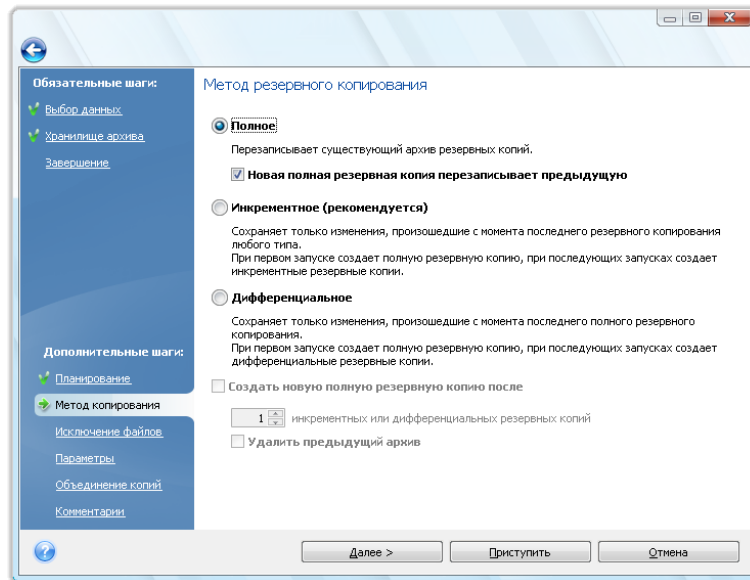 Обязательные шаги:
Выбор данных
Хранилище архива
Завершение
Дополнительные шаги:
Планирование
Метод копирования
Исключение файлов
Параметры
Объединение копий
Комментарии
Метод резервного копирования
Полное
Перезаписывает существующий архив резервных копий.
Новая полная резервная копия перезаписывает предыдущую
Инкрементное (рекомендуется)
Сохраняет только изменения, произошедшие с момента последнего резервного копирования
любого типа.
При первом запуске создает полную резервную копию, при последующих запусках создает
инкрементные резервные копии.
Дифференциальное
Сохраняет только изменения, произошедшие с момента последнего полного резервного
копирования.
При первом запуске создает полную резервную копию, при последующих запусках создает
дифференциальные резервные копии.
Создать новую полную резервную копию после
1 инкрементных или дифференциальных резервных копий
Удалить предыдущий архив
Далее >
Приступить
Отмена